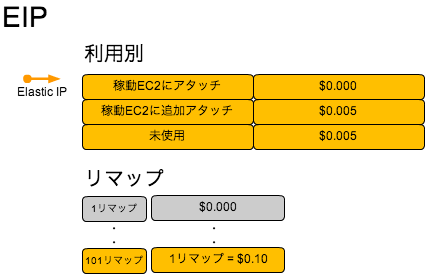 EIP
利用別
Elastic IP
稼動EC2にアタッチ $0.000
稼動EC2に追加アタッチ $0.005
未使用 $0.005
リマップ
1リマップ $0.000
・ ・
・ ・
101リマップ 1リマップ = $0.10